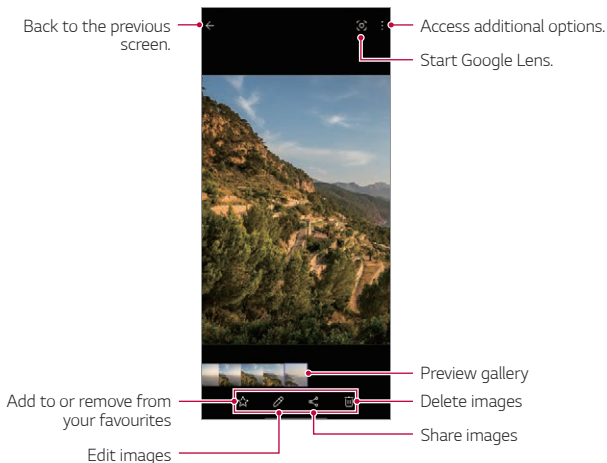 Back to the previous
screen.
Access additional options.
Start Google Lens.
Preview gallery
Add to or remove from
your favourites
Delete images
Share images
Edit images